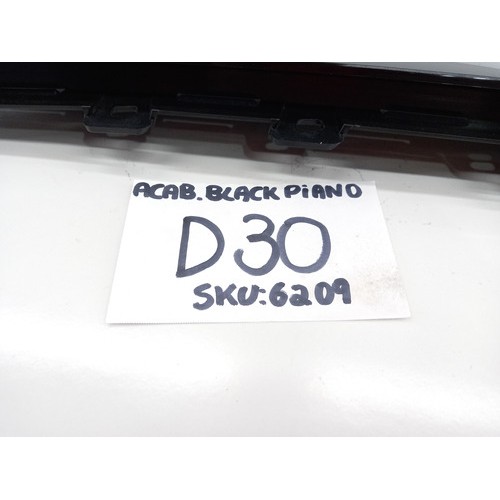 ACAB. BLACK PiANO
D30
SKU:6209